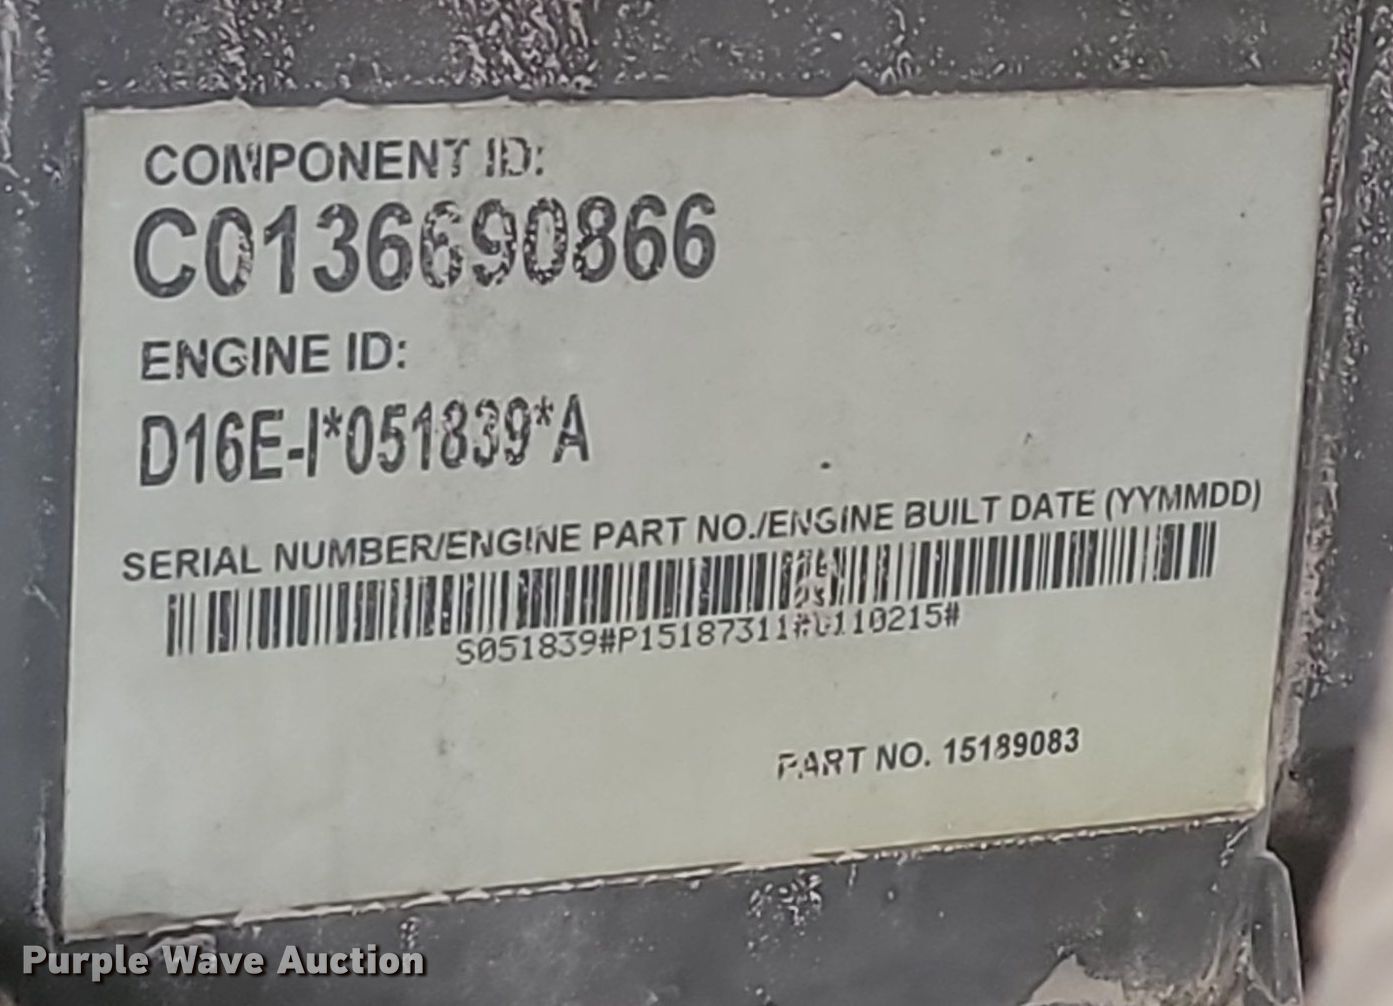 COMPONENT ID:
C0136690866
ENGINE ID:
D16E-I*051839*A
SERIAL NUMBER/ENGINE PART NO./ENGINE BUILT DATE (YYMMDD)
S051839#P15187311#D110215#
PART NO. 15189083
Purple Wave Auction